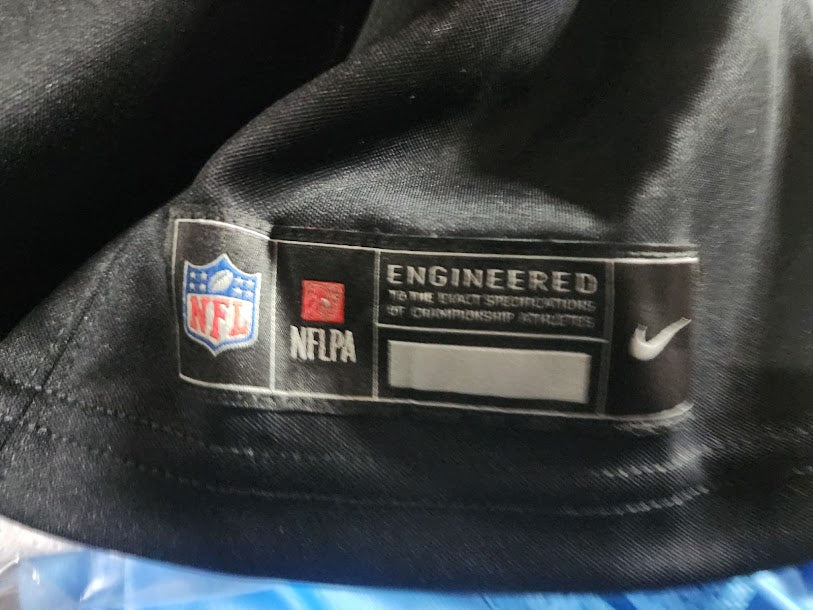 NFL
NFLPA
ENGINEERED
TO THE EXACT SPECIFICATIONS
OF CHAMPIONSHIP ATHLETES